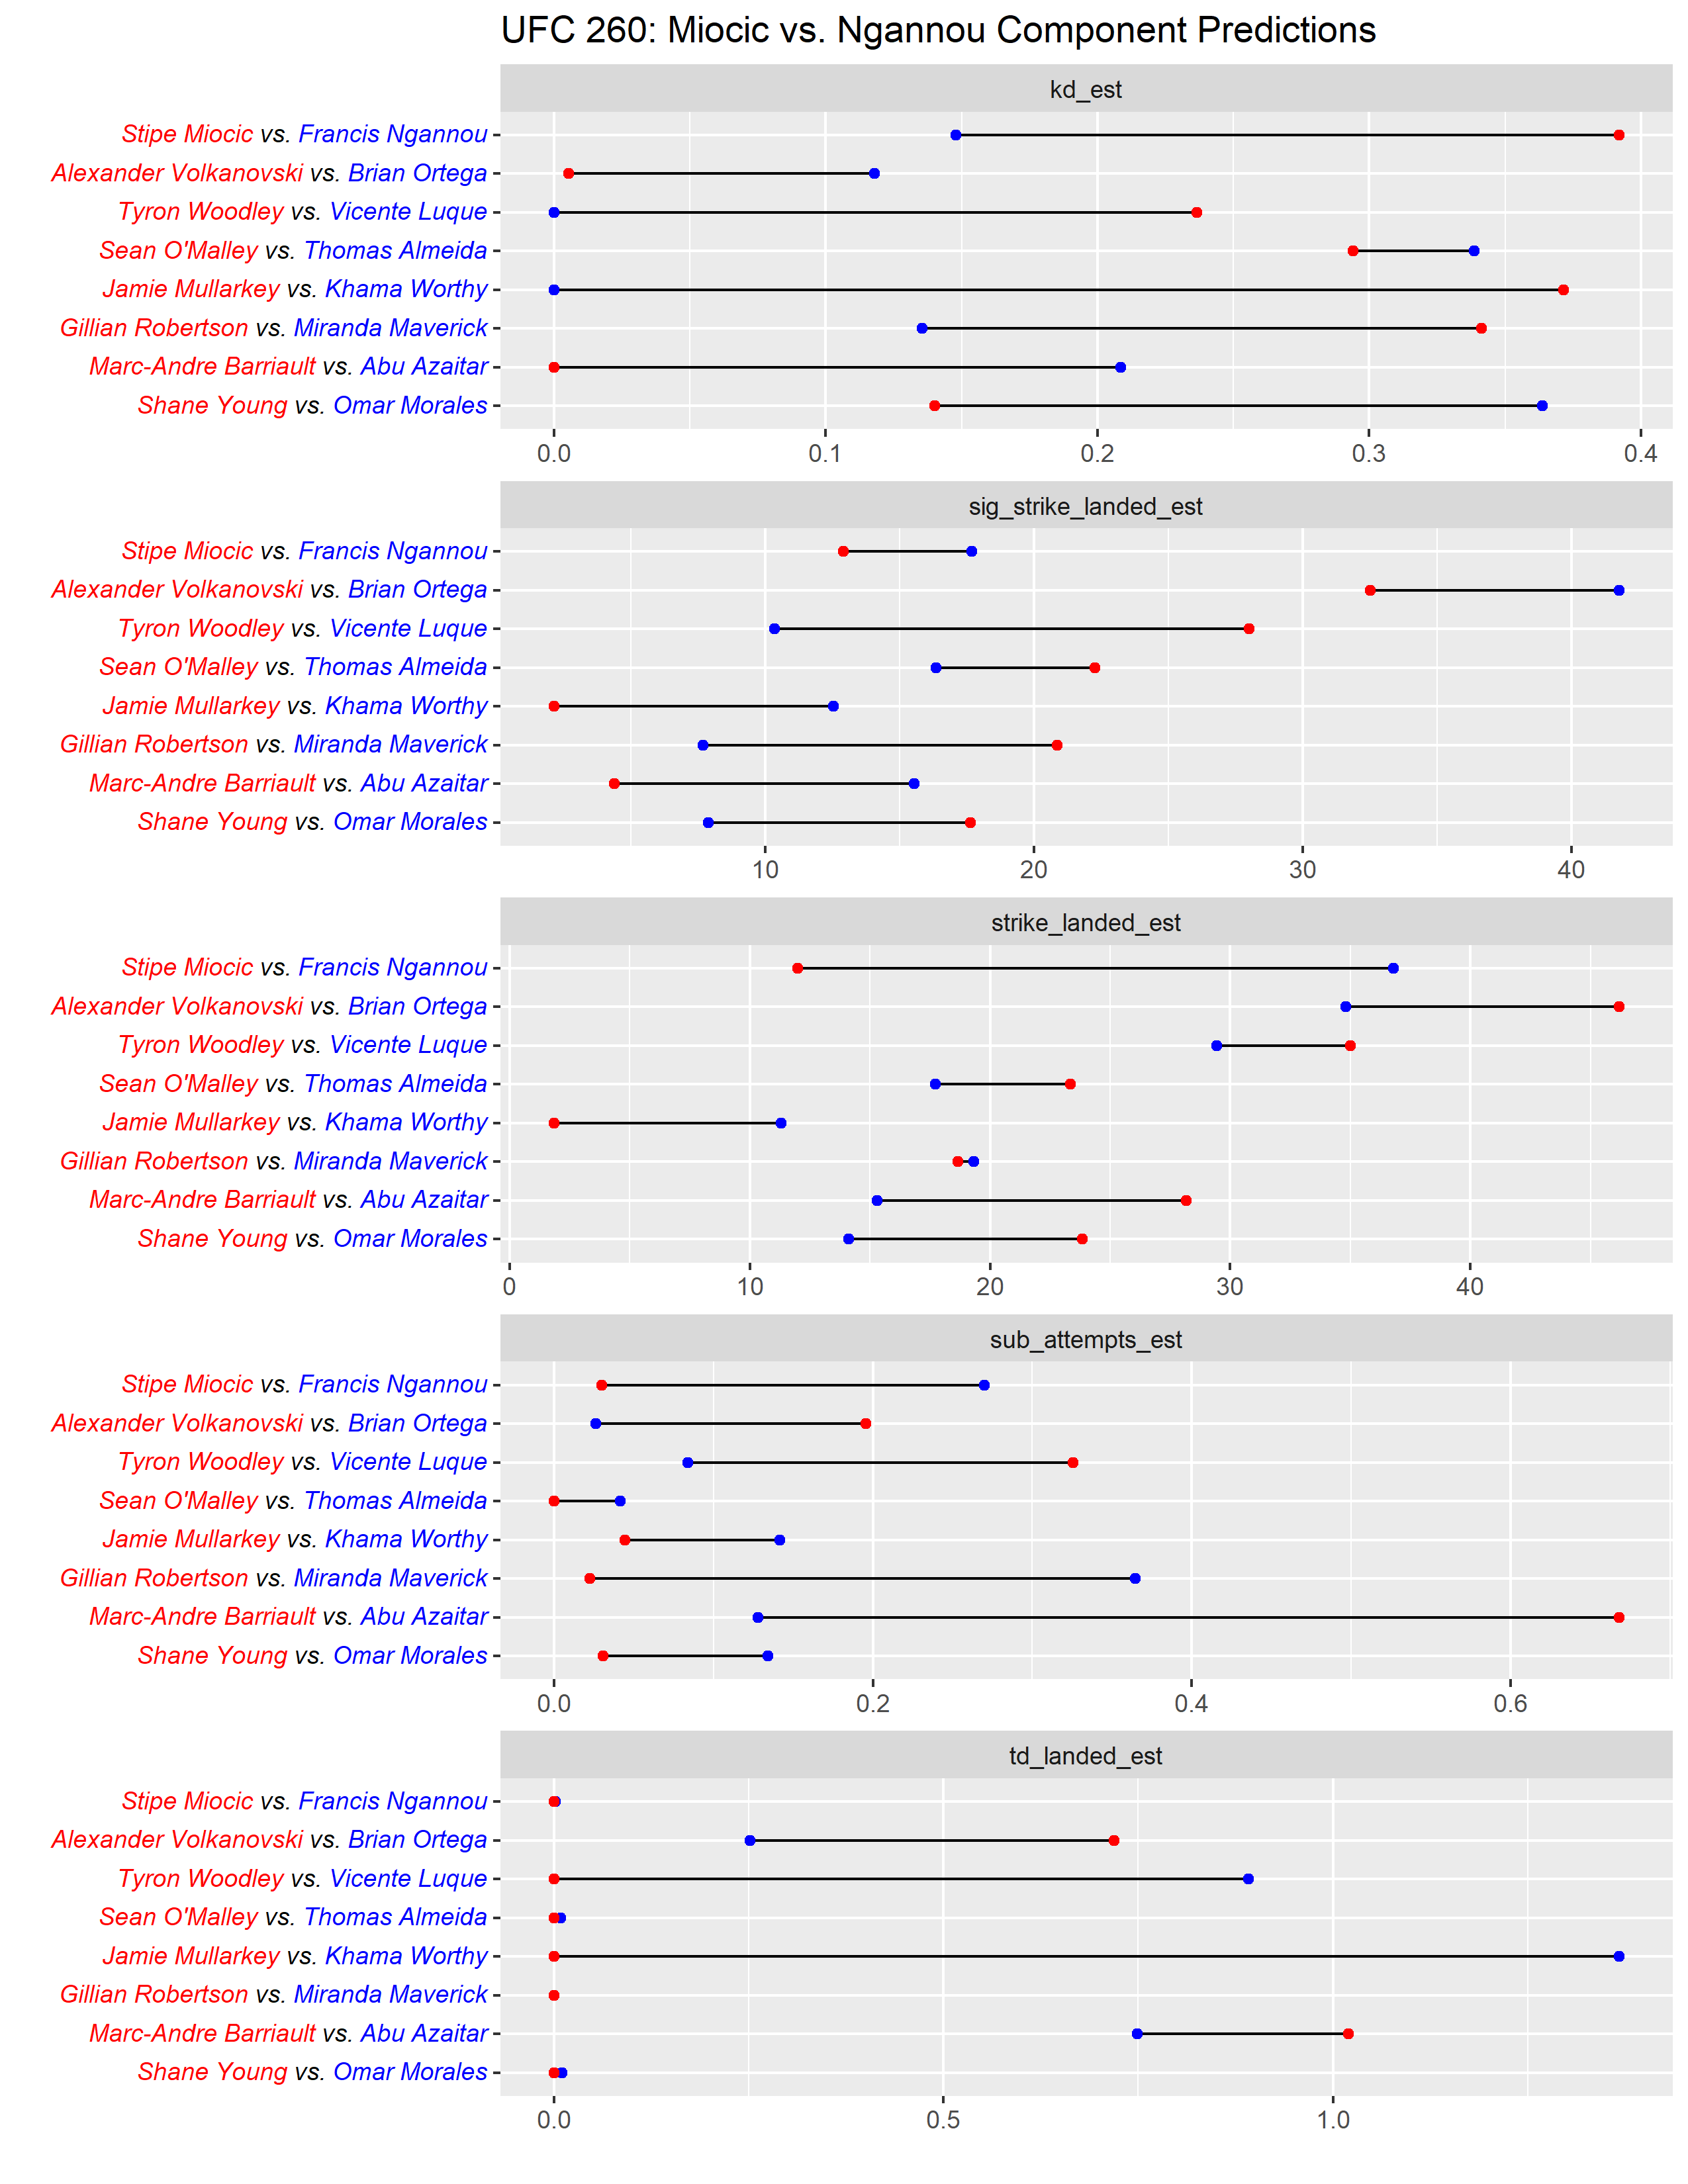 UFC 260: Miocic vs. Ngannou Component Predictions
kd_est
Stipe Miocic vs. Francis Ngannou
Alexander Volkanovski vs. Brian Ortega
Tyron Woodley vs. Vicente Luque
Sean O'Malley vs. Thomas Almeida
Jamie Mullarkey vs. Khama Worthy
Gillian Robertson vs. Miranda Maverick
Marc-Andre Barriault vs. Abu Azaitar
Shane Young vs. Omar Morales
0.0 0.1 0.2 0.3 0.4
sig_strike_landed_est
Stipe Miocic vs. Francis Ngannou
Alexander Volkanovski vs. Brian Ortega
Tyron Woodley vs. Vicente Luque
Sean O'Malley vs. Thomas Almeida
Jamie Mullarkey vs. Khama Worthy
Gillian Robertson vs. Miranda Maverick
Marc-Andre Barriault vs. Abu Azaitar
Shane Young vs. Omar Morales
10 20 30 40
strike_landed_est
Stipe Miocic vs. Francis Ngannou
Alexander Volkanovski vs. Brian Ortega
Tyron Woodley vs. Vicente Luque
Sean O'Malley vs. Thomas Almeida
Jamie Mullarkey vs. Khama Worthy
Gillian Robertson vs. Miranda Maverick
Marc-Andre Barriault vs. Abu Azaitar
Shane Young vs. Omar Morales
0 10 20 30 40
sub_attempts_est
Stipe Miocic vs. Francis Ngannou
Alexander Volkanovski vs. Brian Ortega
Tyron Woodley vs. Vicente Luque
Sean O'Malley vs. Thomas Almeida
Jamie Mullarkey vs. Khama Worthy
Gillian Robertson vs. Miranda Maverick
Marc-Andre Barriault vs. Abu Azaitar
Shane Young vs. Omar Morales
0.0 0.2 0.4 0.6
td_landed_est
Stipe Miocic vs. Francis Ngannou
Alexander Volkanovski vs. Brian Ortega
Tyron Woodley vs. Vicente Luque
Sean O'Malley vs. Thomas Almeida
Jamie Mullarkey vs. Khama Worthy
Gillian Robertson vs. Miranda Maverick
Marc-Andre Barriault vs. Abu Azaitar
Shane Young vs. Omar Morales
0.0 0.5 1.0